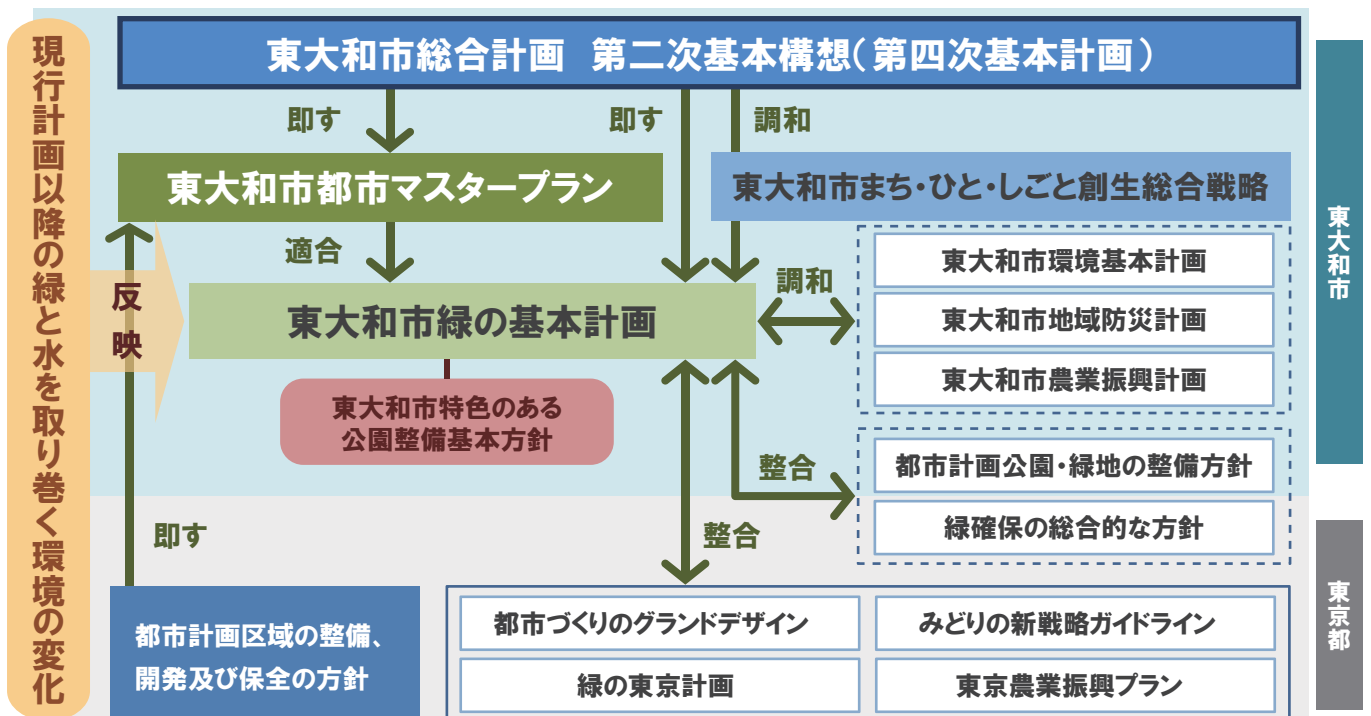 現行計画以降の緑と水を取り巻く環境の変化
東大和市総合計画 第二次基本構想(第四次基本計画)
即す
即す
調和
東大和市都市マスタープラン
東大和市まち・ひと・しごと創生総合戦略
適合
反映
東大和市緑の基本計画
調和
東大和市環境基本計画
東大和市地域防災計画
東大和市農業振興計画
東大和市特色のある
公園整備基本方針
整合
都市計画公園・緑地の整備方針
緑確保の総合的な方針
即す
整合
都市計画区域の整備、
開発及び保全の方針
都市づくりのグランドデザイン
みどりの新戦略ガイドライン
緑の東京計画
東京農業振興プラン
東大和市
東京都